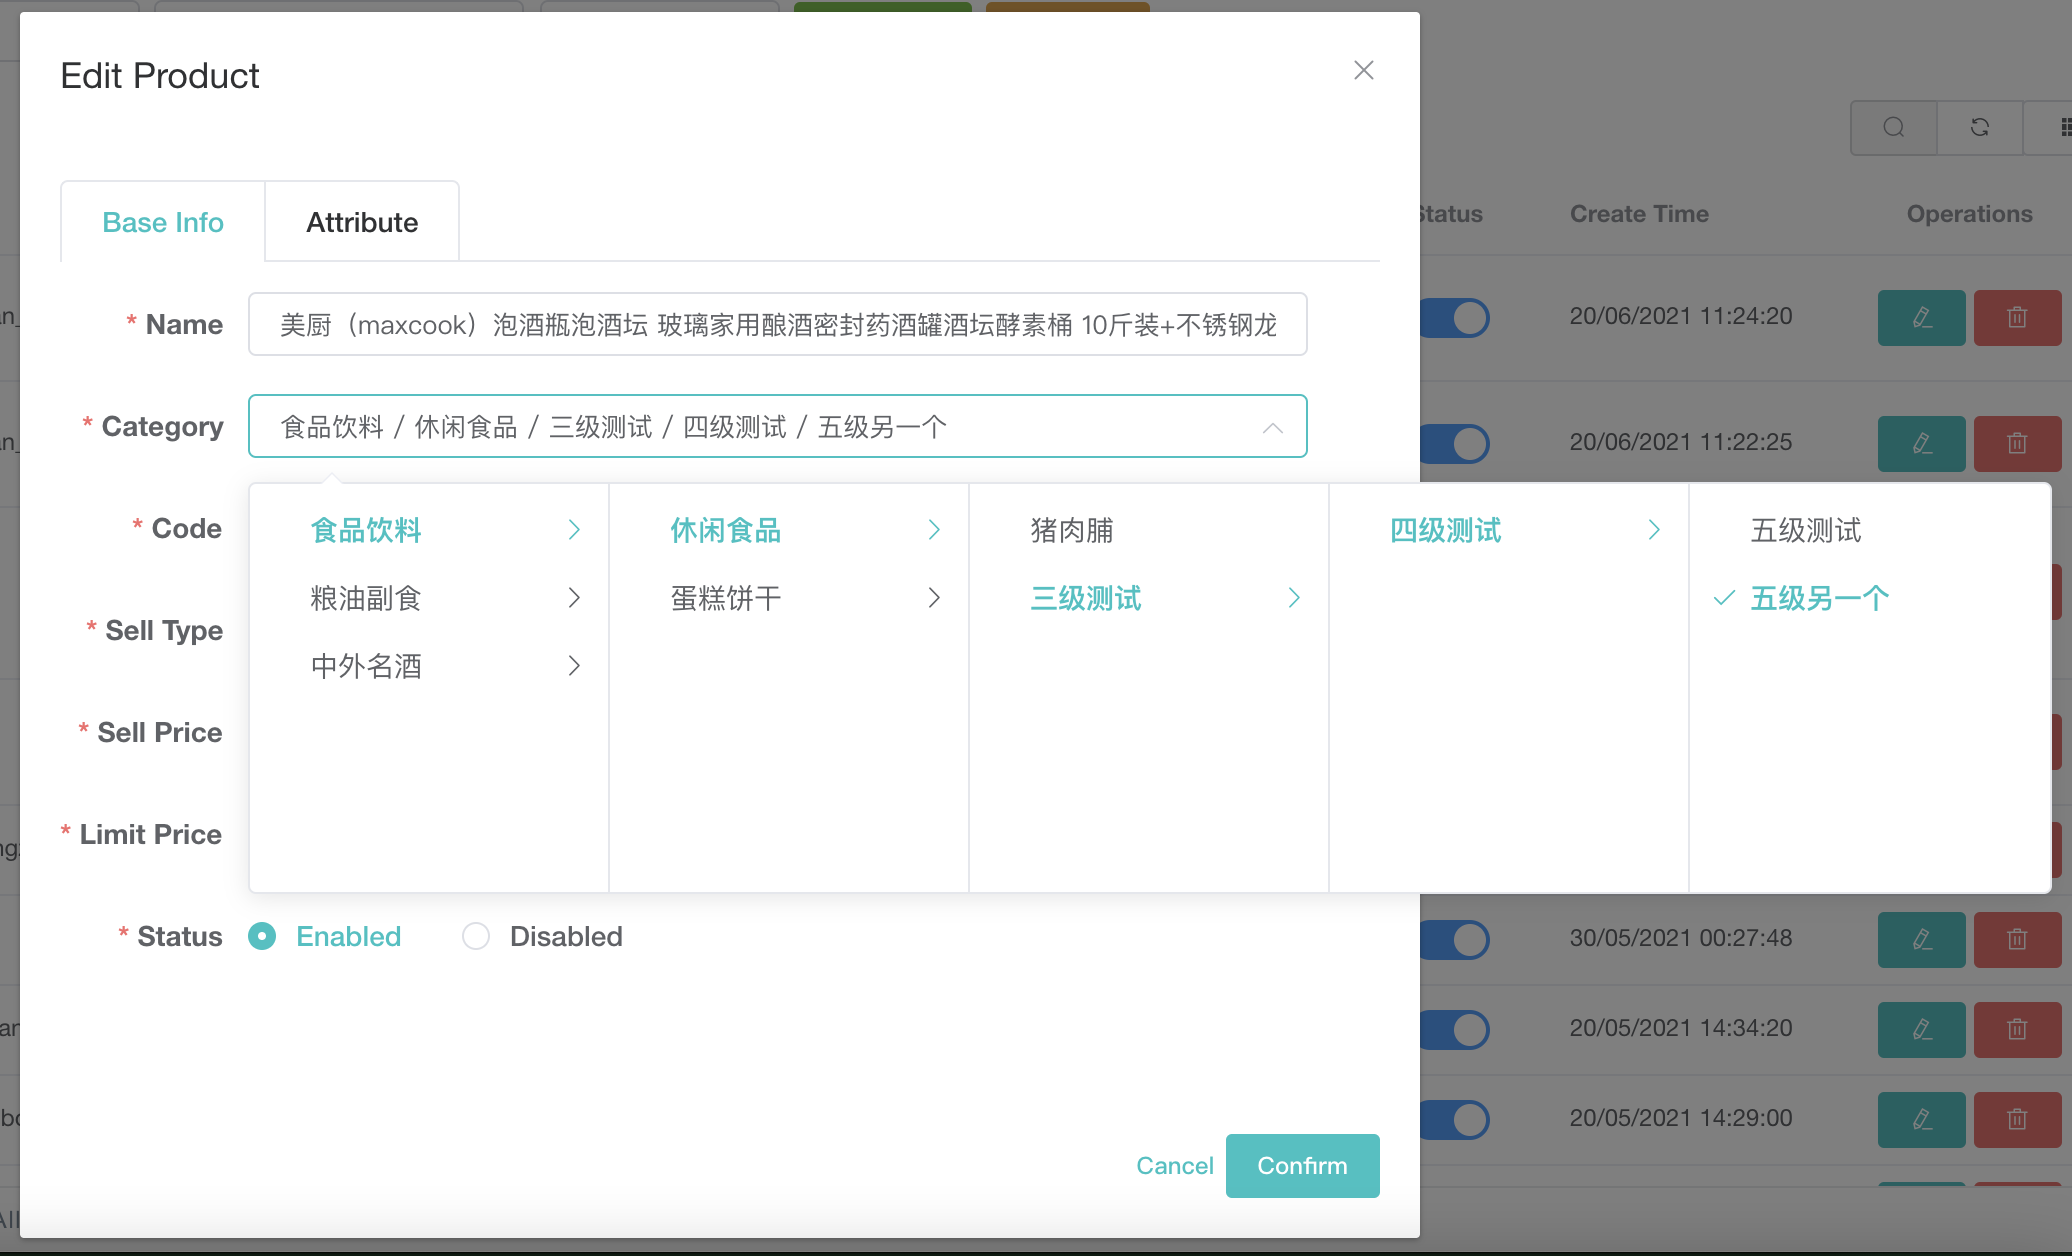 Edit Product
Base Info
Attribute
Status
Create Time
Operations
* Name
美厨（maxcook）泡酒瓶泡酒坛 玻璃家用酿酒密封药酒罐酒坛酵素桶 10斤装+不锈钢龙
20/06/2021 11:24:20
* Category
食品饮料 / 休闲食品 / 三级测试 / 四级测试 / 五级另一个
20/06/2021 11:22:25
* Code
食品饮料
休闲食品
猪肉脯
四级测试
五级测试
粮油副食
蛋糕饼干
三级测试
五级另一个
* Sell Type
中外名酒
* Sell Price
* Limit Price
* Status
Enabled
Disabled
30/05/2021 00:27:48
20/05/2021 14:34:20
20/05/2021 14:29:00
Cancel
Confirm